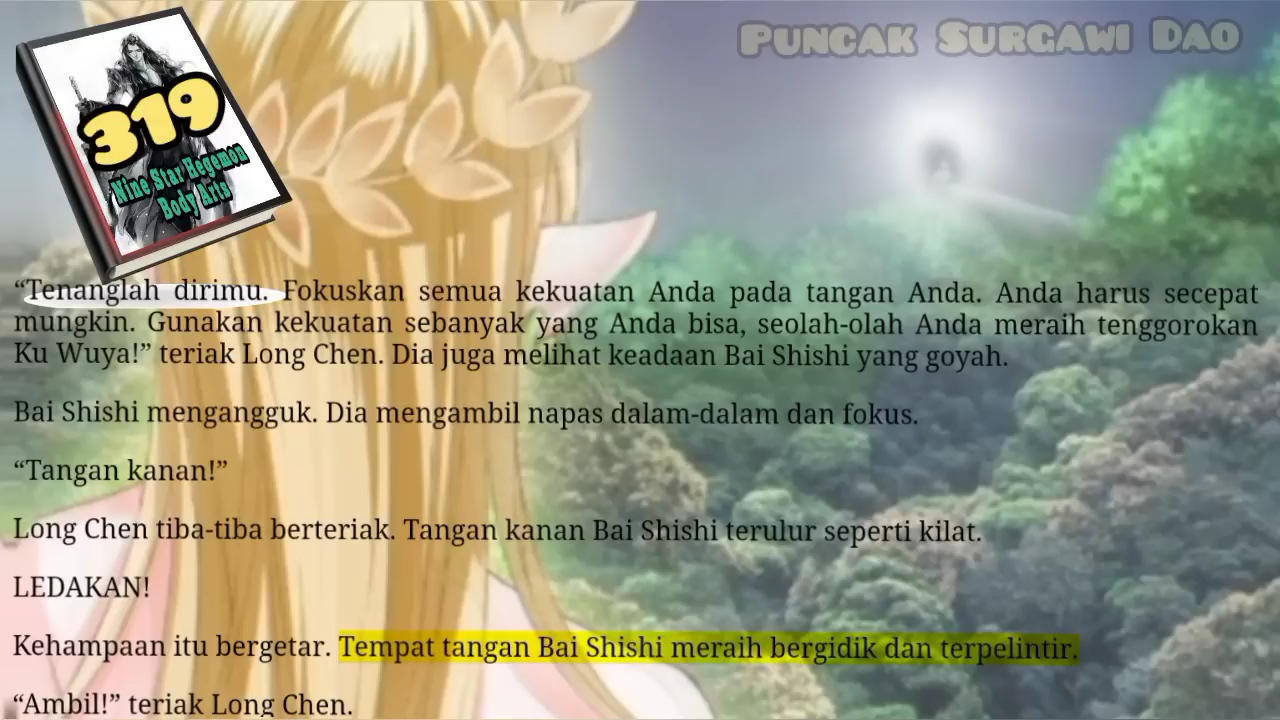 PUNCAK SURGAWI DAO
319
Nine Star Hegemon
Body Arts
“Tenanglah dirimu. Fokuskan semua kekuatan Anda pada tangan Anda. Anda harus secepat
mungkin. Gunakan kekuatan sebanyak yang Anda bisa, seolah-olah Anda meraih tenggorokan
Ku Wuya!” teriak Long Chen. Dia juga melihat keadaan Bai Shishi yang goyah.
Bai Shishi mengangguk. Dia mengambil napas dalam-dalam dan fokus.
“Tangan kanan!”
Long Chen tiba-tiba berteriak. Tangan kanan Bai Shishi terulur seperti kilat.
LEDAKAN!
Kehampaan itu bergetar. Tempat tangan Bai Shishi meraih bergidik dan terpelintir.
“Ambil!” teriak Long Chen.